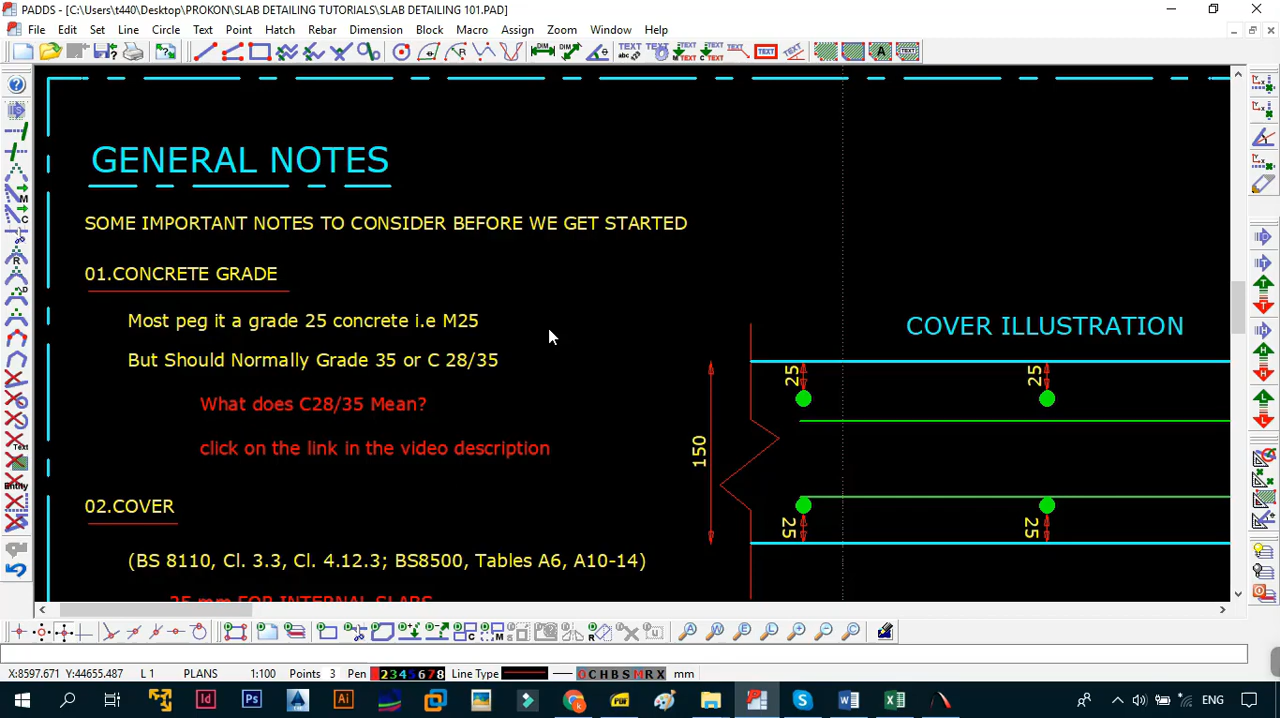 PADDS - [C:\Users\t440\Desktop\PROKON\SLAB DETAILING TUTORIALS\SLAB DETAILING 101.PAD]
File Edit Set Line Circle Text Point Hatch Rebar Dimension Block Macro Assign Zoom Window Help
GENERAL NOTES
SOME IMPORTANT NOTES TO CONSIDER BEFORE WE GET STARTED
01.CONCRETE GRADE
Most peg it a grade 25 concrete i.e M25
But Should Normally Grade 35 or C 28/35
What does C28/35 Mean?
click on the link in the video description
02.COVER
(BS 8110, Cl. 3.3, Cl. 4.12.3; BS8500, Tables A6, A10-14)
25 mm FOR INTERNAL SLABS
COVER ILLUSTRATION
25
25
150
25
25
X:8597.671 Y:44655.487 L 1 PLANS 1:100 Points 3 Pen 1 2 3 4 5 6 7 8 Line Type O C H B S M R X mm
ENG